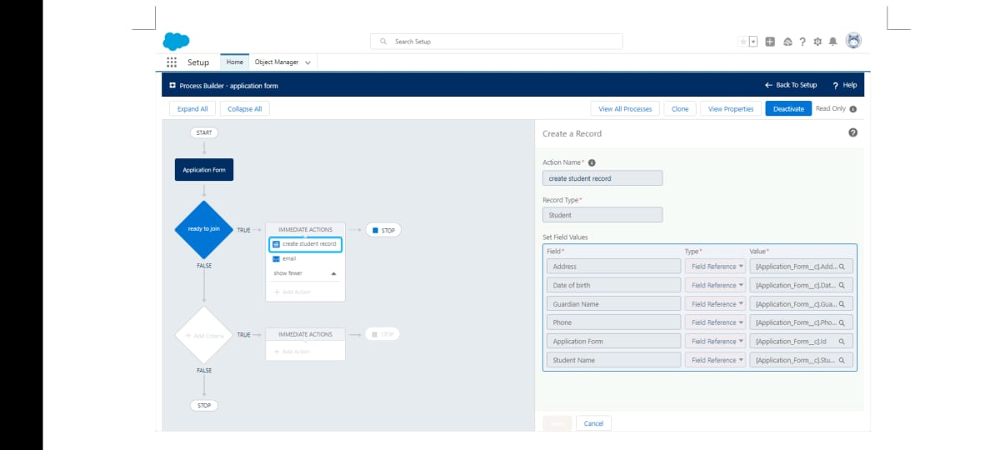 Search Setup
Setup Home Object Manager
Process Builder - application form
Back To Setup ? Help
Expand All Collapse All
View All Processes Clone View Properties Deactivate Read Only
START
Application Form
ready to join
TRUE
IMMEDIATE ACTIONS
create student record
email
show fewer
+ Add Action
STOP
FALSE
+ Add Criteria
TRUE
IMMEDIATE ACTIONS
+ Add Action
STOP
FALSE
STOP
Create a Record
Action Name*
create student record
Record Type*
Student
Set Field Values
Field* Type* Value*
Address Field Reference [Application_Form__c].Add...
Date of birth Field Reference [Application_Form__c].Dat...
Guardian Name Field Reference [Application_Form__c].Gua...
Phone Field Reference [Application_Form__c].Pho...
Application Form Field Reference [Application_Form__c].Id
Student Name Field Reference [Application_Form__c].Stu...
Cancel